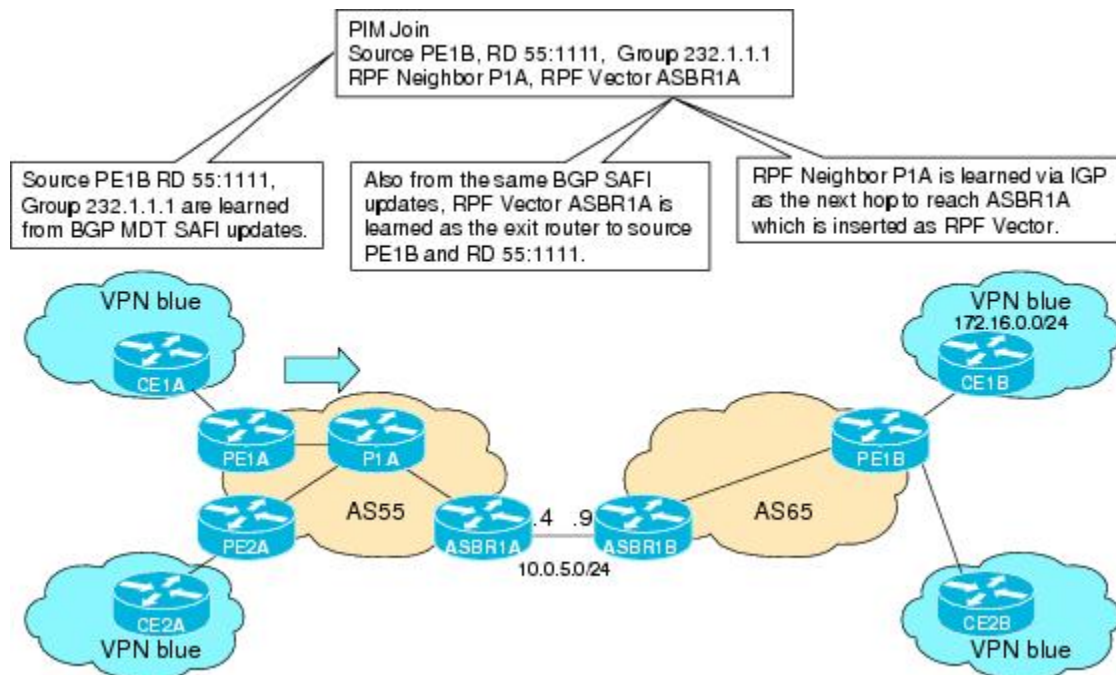 PIM Join
Source PE1B, RD 55:1111, Group 232.1.1.1
RPF Neighbor P1A, RPF Vector ASBR1A
Source PE1B RD 55:1111,
Group 232.1.1.1 are learned
from BGP MDT SAFI updates.
Also from the same BGP SAFI
updates, RPF Vector ASBR1A is
learned as the exit router to source
PE1B and RD 55:1111.
RPF Neighbor P1A is learned via IGP
as the next hop to reach ASBR1A
which is inserted as RPF Vector.
VPN blue
CE1A
VPN blue
172.16.0.0/24
CE1B
PE1A
P1A
PE1B
PE2A
AS55
ASBR1A
.4 .9
10.0.5.0/24
ASBR1B
AS65
CE2A
VPN blue
CE2B
VPN blue